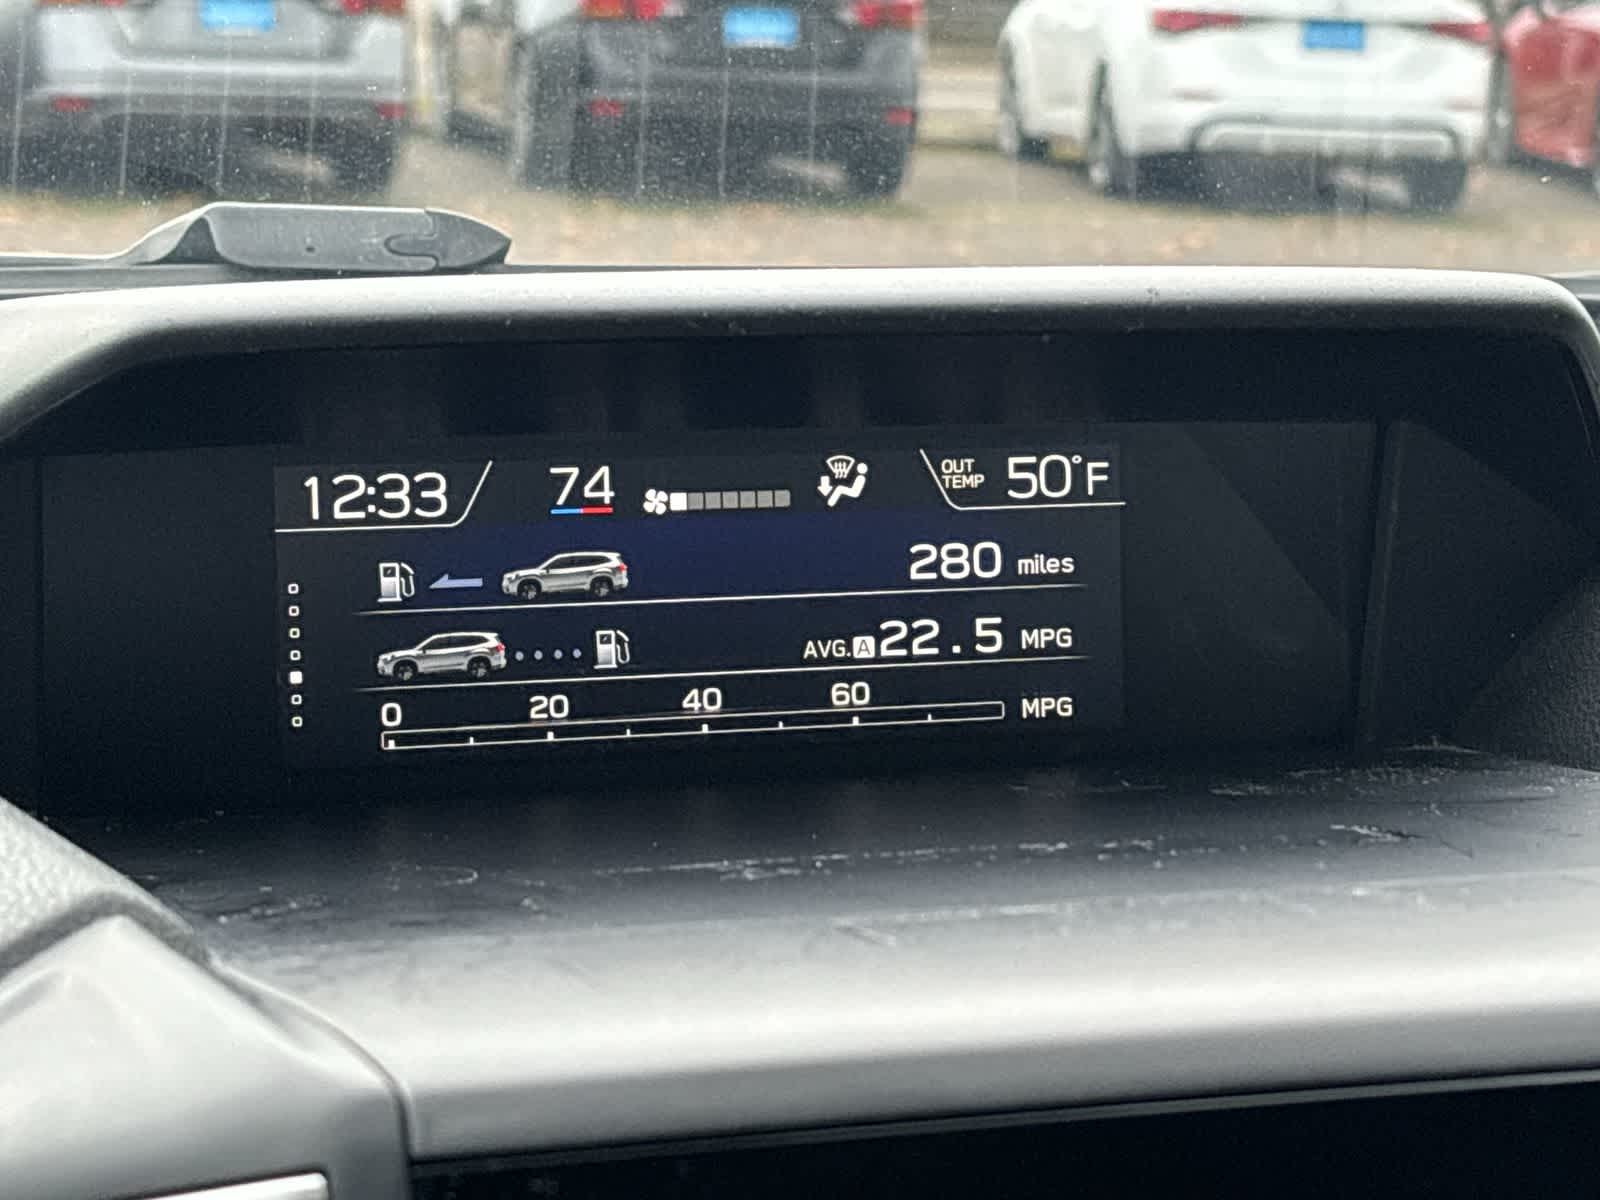 12:33 74 OUT TEMP 50°F
280 miles
AVG. A 22.5 MPG
0 20 40 60 MPG